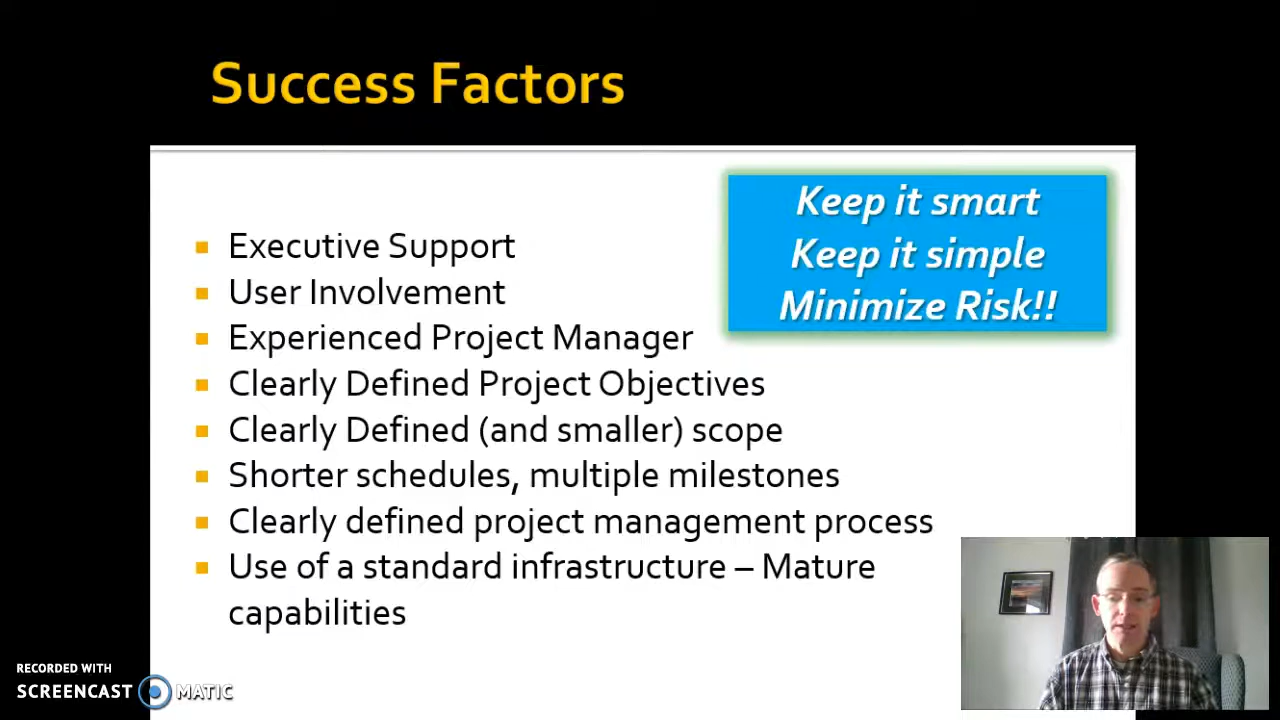 Success Factors
Keep it smart
Keep it simple
Minimize Risk!!
Executive Support
User Involvement
Experienced Project Manager
Clearly Defined Project Objectives
Clearly Defined (and smaller) scope
Shorter schedules, multiple milestones
Clearly defined project management process
Use of a standard infrastructure – Mature
capabilities
RECORDED WITH
SCREENCAST MATIC